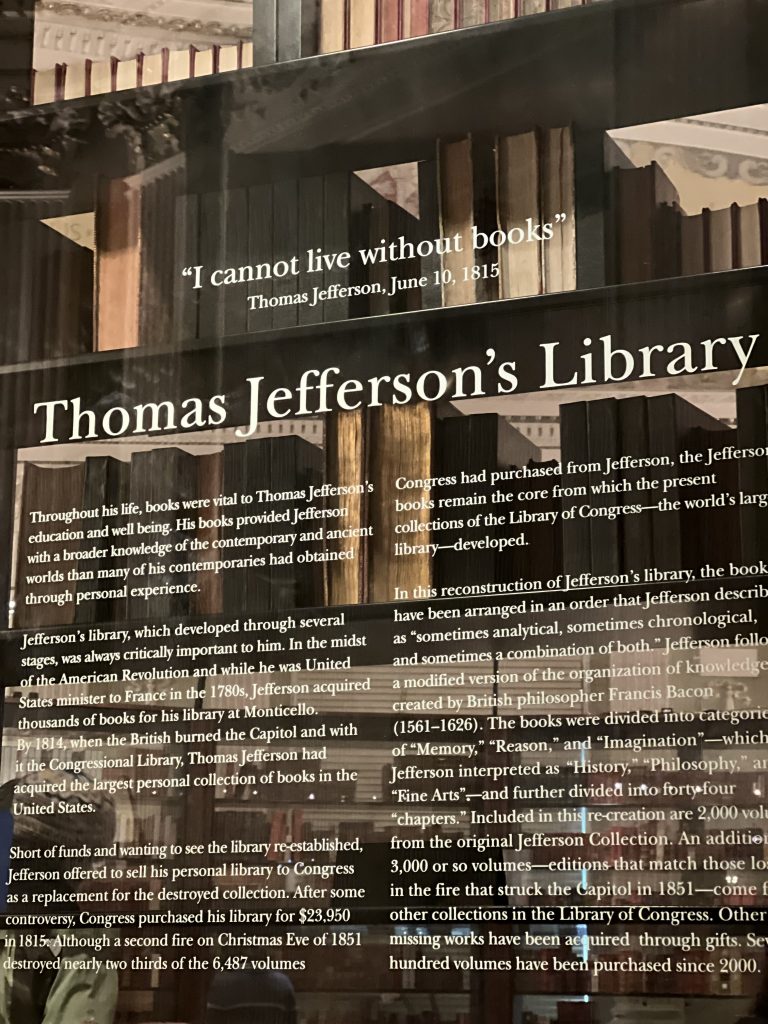 “I cannot live without books”
Thomas Jefferson, June 10, 1815
Thomas Jefferson’s Library
Throughout his life, books were vital to Thomas Jefferson’s
education and well being. His books provided Jefferson
with a broader knowledge of the contemporary and ancient
worlds than many of his contemporaries had obtained
through personal experience.
Jefferson’s library, which developed through several
stages, was always critically important to him. In the midst
of the American Revolution and while he was United
States minister to France in the 1780s, Jefferson acquired
thousands of books for his library at Monticello.
By 1814, when the British burned the Capitol and with
it the Congressional Library, Thomas Jefferson had
acquired the largest personal collection of books in the
United States.
Short of funds and wanting to see the library re-established,
Jefferson offered to sell his personal library to Congress
as a replacement for the destroyed collection. After some
controversy, Congress purchased his library for $23,950
in 1815. Although a second fire on Christmas Eve of 1851
destroyed nearly two thirds of the 6,487 volumes
Congress had purchased from Jefferson, the Jefferso
books remain the core from which the present
collections of the Library of Congress—the world’s larg
library—developed.
In this reconstruction of Jefferson’s library, the book
have been arranged in an order that Jefferson describ
as “sometimes analytical, sometimes chronological,
and sometimes a combination of both.” Jefferson follo
a modified version of the organization of knowledge
created by British philosopher Francis Bacon
(1561–1626). The books were divided into categorie
of “Memory,” “Reason,” and “Imagination”—which
Jefferson interpreted as “History,” “Philosophy,” an
“Fine Arts”—and further divided into forty-four
“chapters.” Included in this re-creation are 2,000 volu
from the original Jefferson Collection. An addition
3,000 or so volumes—editions that match those los
in the fire that struck the Capitol in 1851—come f
other collections in the Library of Congress. Other
missing works have been acquired through gifts. Sev
hundred volumes have been purchased since 2000.